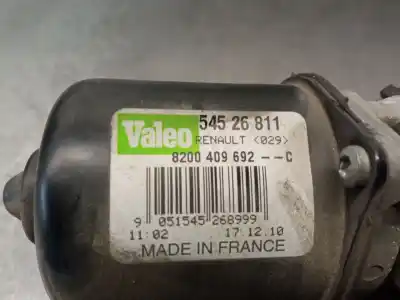 Valeo
545 26 811
RENAULT <029>
8200 409 692 --C
9 051545 268999
11:02 17.12.10
MADE IN FRANCE